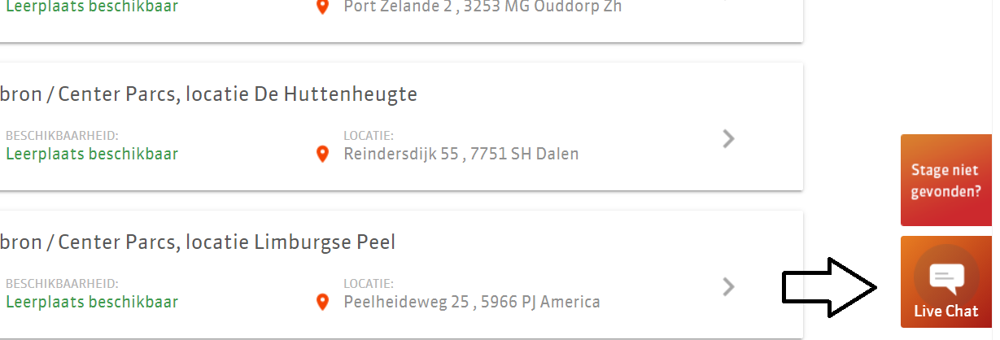 Leerplaats beschikbaar
Port Zelande 2 , 3253 MG Ouddorp Zh
bron / Center Parcs, locatie De Huttenheugte
BESCHIKBAARHEID:
LOCATIE:
Leerplaats beschikbaar
Reindersdijk 55 , 7751 SH Dalen
Stage niet
gevonden?
bron / Center Parcs, locatie Limburgse Peel
BESCHIKBAARHEID:
LOCATIE:
Leerplaats beschikbaar
Peelheideweg 25 , 5966 PJ America
Live Chat